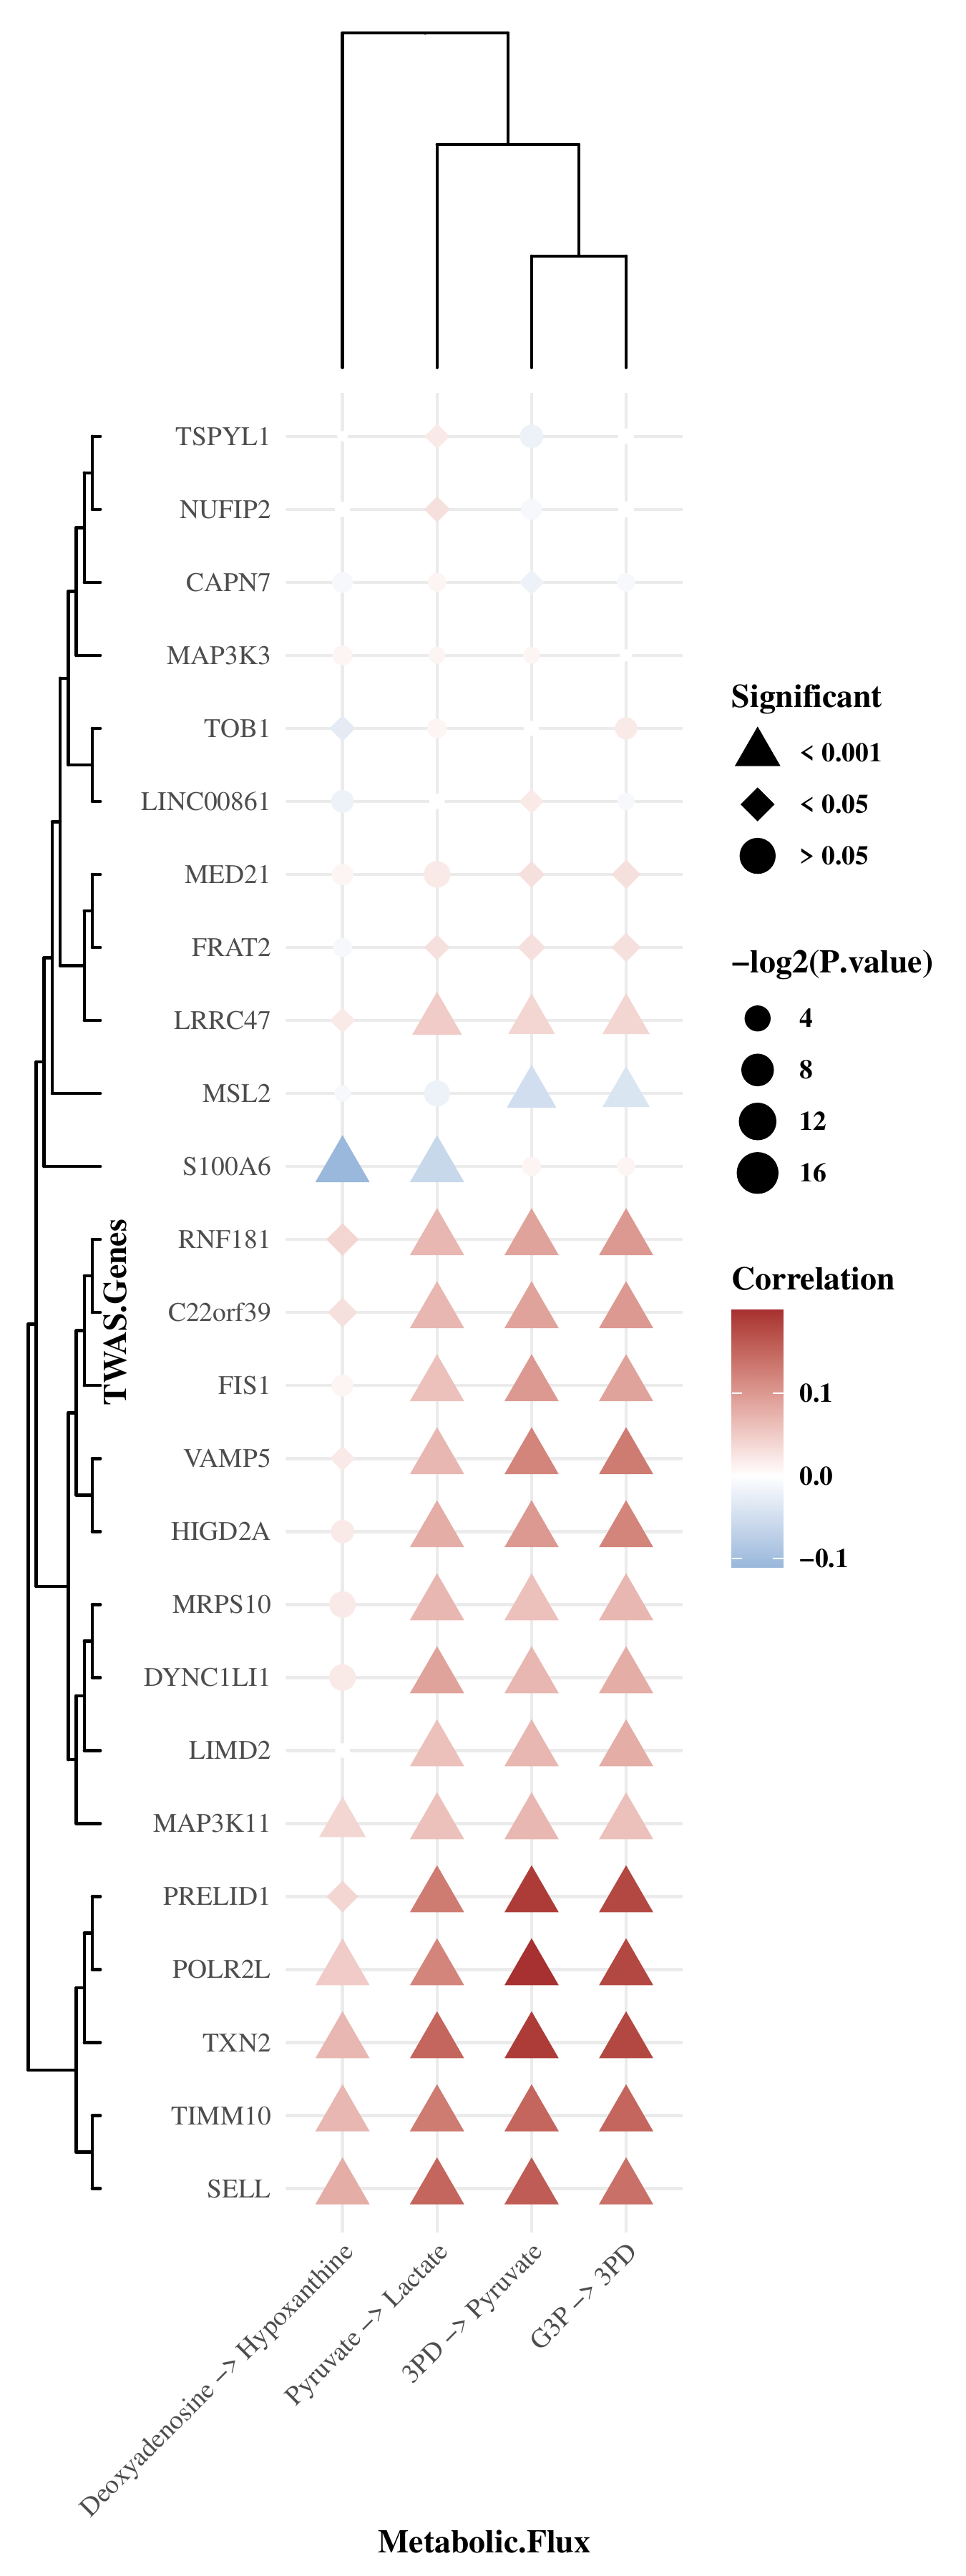 TSPYL1
NUFIP2
CAPN7
MAP3K3
TOB1
LINC00861
MED21
FRAT2
LRRC47
MSL2
S100A6
RNF181
C22orf39
FIS1
VAMP5
HIGD2A
MRPS10
DYNC1LI1
LIMD2
MAP3K11
PRELID1
POLR2L
TXN2
TIMM10
SELL
TWAS.Genes
Deoxyadenosine −> Hypoxanthine
Pyruvate −> Lactate
3PD −> Pyruvate
G3P −> 3PD
Metabolic.Flux
Significant
< 0.001
< 0.05
> 0.05
−log2(P.value)
4
8
12
16
Correlation
0.1
0.0
−0.1